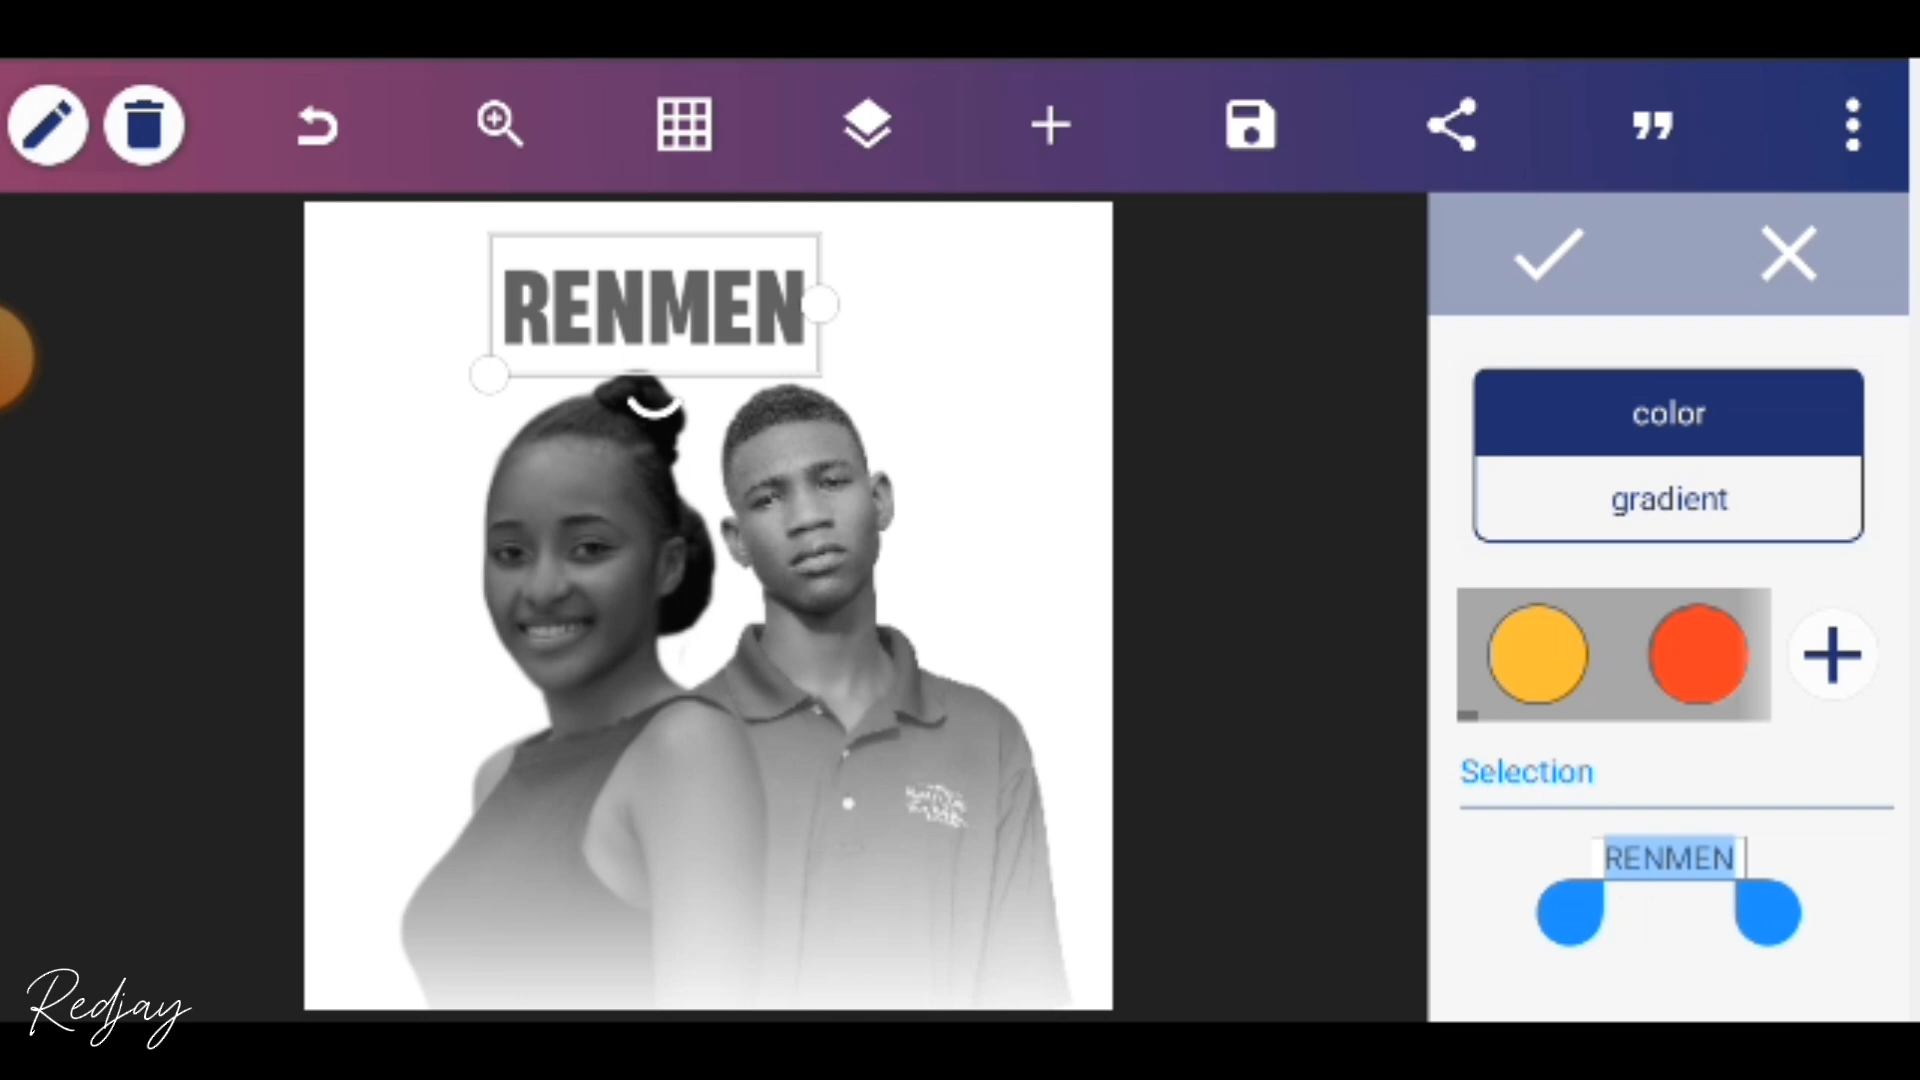 RENMEN
color
gradient
Selection
RENMEN
Redjay